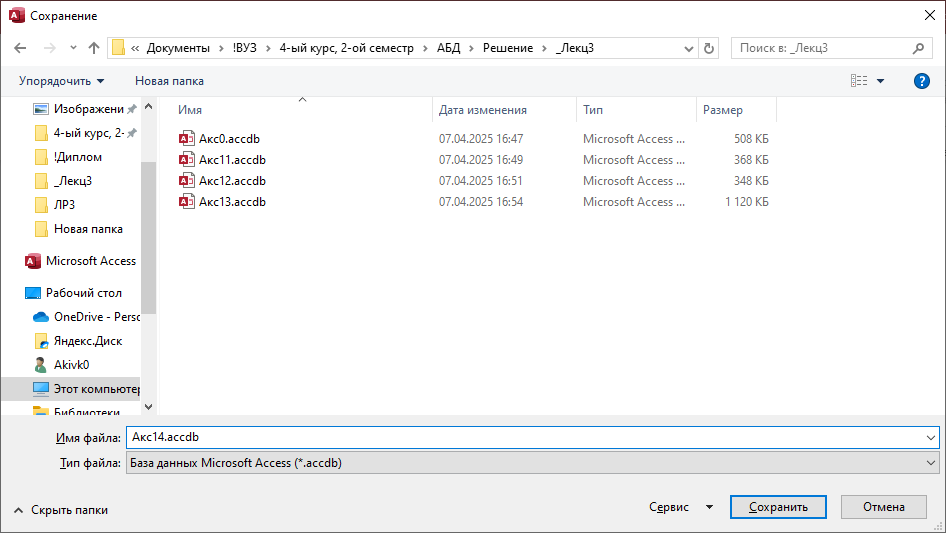 Сохранение
« Документы › !ВУЗ › 4-ый курс, 2-ой семестр › АБД › Решение › _Лекц3
Поиск в: _Лекц3
Упорядочить
Новая папка
Имя
Дата изменения
Тип
Размер
Изображени
4-ый курс, 2-
!Диплом
_Лекц3
ЛР3
Новая папка
Microsoft Access
Рабочий стол
OneDrive - Persc
Яндекс.Диск
Akivk0
Этот компьютер
Библиотеки
Акс0.accdb 07.04.2025 16:47 Microsoft Access ... 508 КБ
Акс11.accdb 07.04.2025 16:49 Microsoft Access ... 368 КБ
Акс12.accdb 07.04.2025 16:51 Microsoft Access ... 348 КБ
Акс13.accdb 07.04.2025 16:54 Microsoft Access ... 1 120 КБ
Имя файла: Акс14.accdb
Тип файла: База данных Microsoft Access (*.accdb)
Скрыть папки
Сервис
Сохранить
Отмена